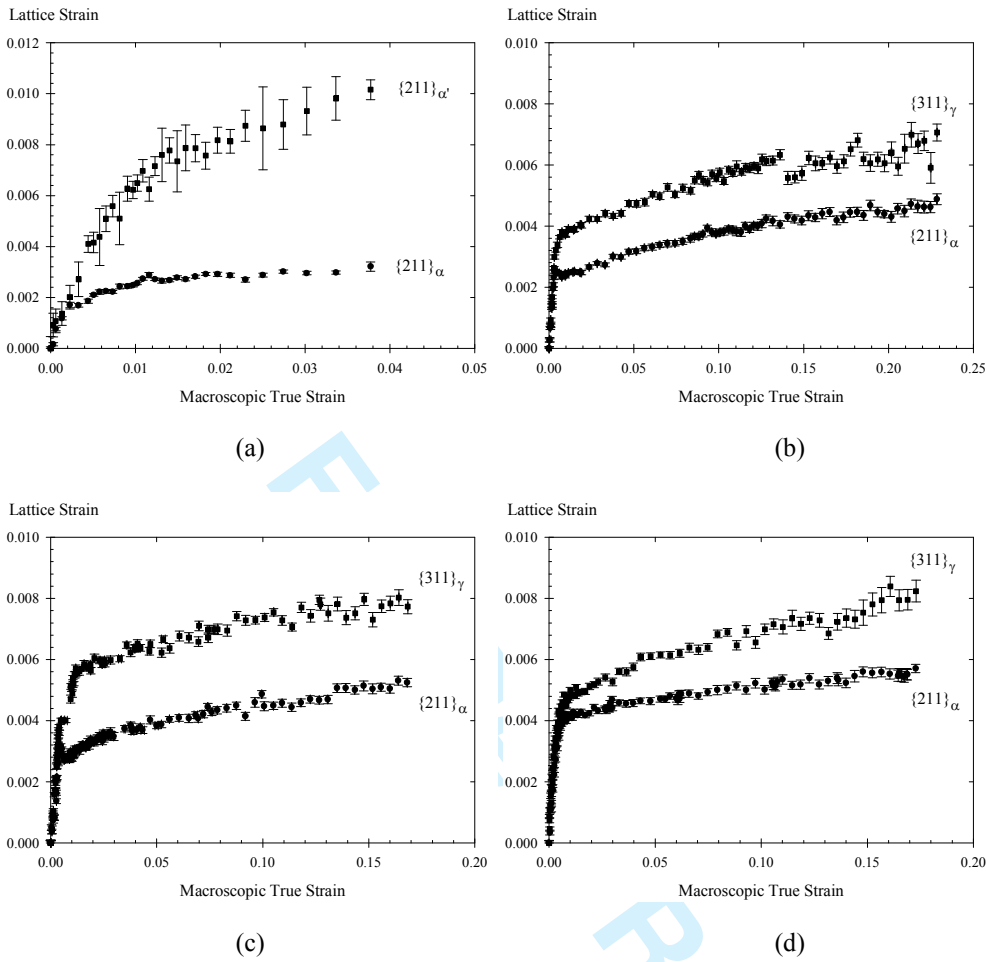 Lattice Strain
0.012
0.010
0.008
0.006
0.004
0.002
0.000
{211}α'
{211}α
0.00 0.01 0.02 0.03 0.04 0.05
Macroscopic True Strain
(a)
Lattice Strain
0.010
0.008
0.006
0.004
0.002
0.000
{311}γ
{211}α
0.00 0.05 0.10 0.15 0.20 0.25
Macroscopic True Strain
(b)
Lattice Strain
0.010
0.008
0.006
0.004
0.002
0.000
{311}γ
{211}α
0.00 0.05 0.10 0.15 0.20
Macroscopic True Strain
(c)
Lattice Strain
0.010
0.008
0.006
0.004
0.002
0.000
{311}γ
{211}α
0.00 0.05 0.10 0.15 0.20
Macroscopic True Strain
(d)